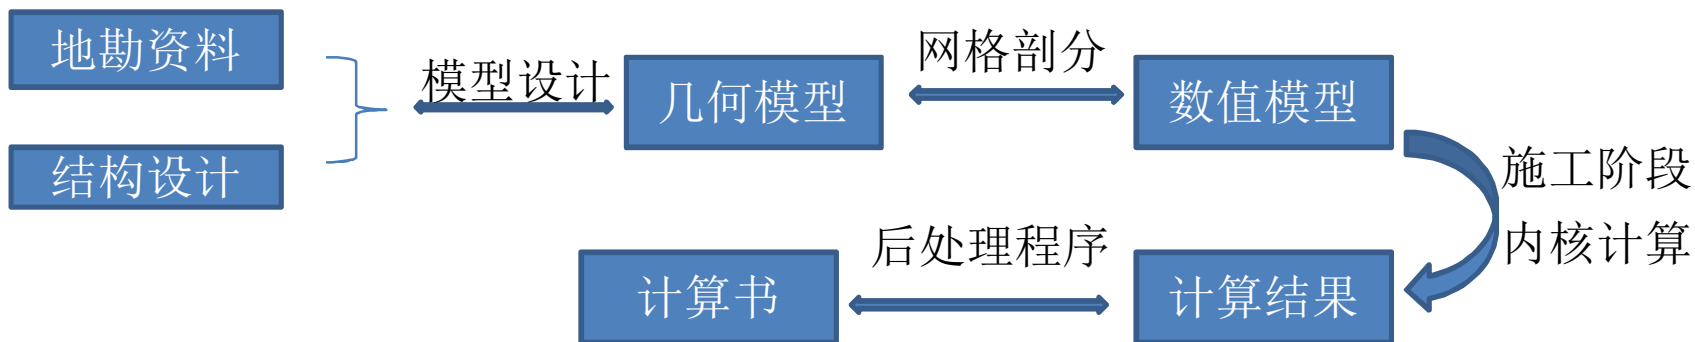 地勘资料
结构设计
模型设计
几何模型
网格剖分
数值模型
施工阶段
内核计算
计算结果
后处理程序
计算书